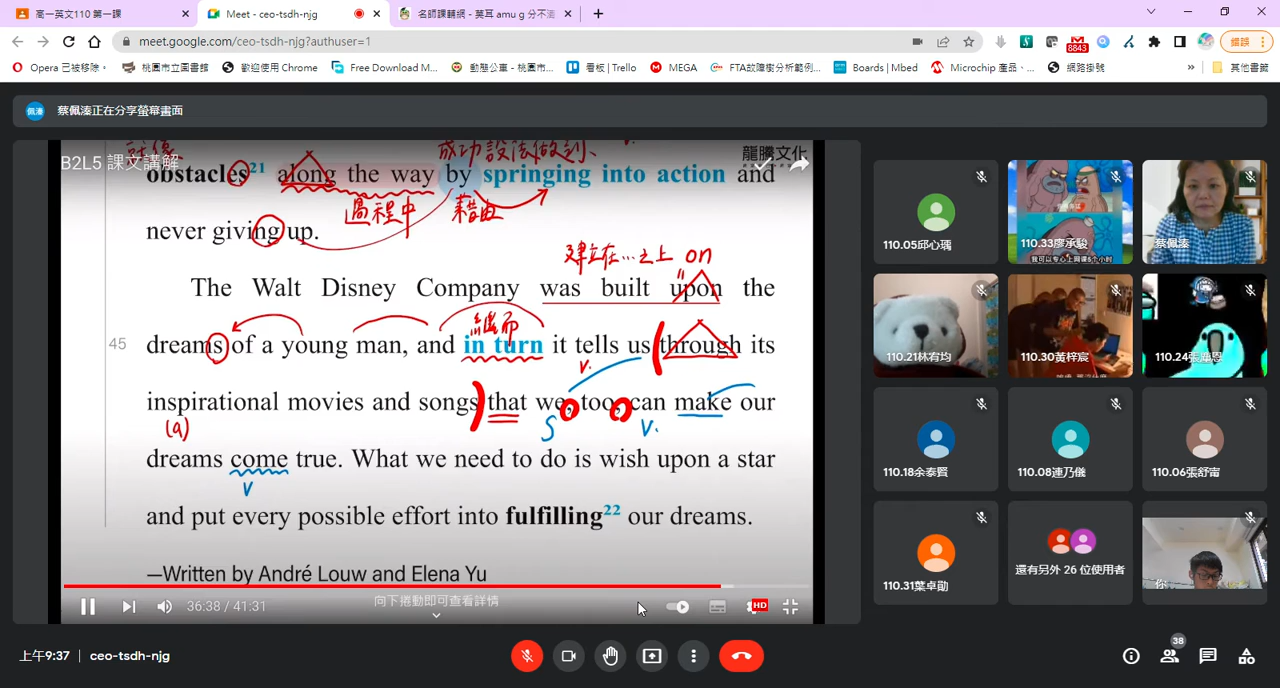 高一英文110 第一課
Meet - ceo-tsdh-njg
meet.google.com/ceo-tsdh-njg?authuser=1
8843
錯誤
Opera 已被移除。
桃園市立圖書館
歡迎使用 Chrome
Free Download M...
動態公車 - 桃園市...
看板 | Trello
MEGA
FTA故障樹分析範例...
Boards | Mbed
Microchip 產品、...
網路掛號
»
其他書籤
佩溱
蔡佩溱正在分享螢幕畫面
B2L5 課文講解
成功設法做到、
龍騰文化
obstacles21 along the way by springing into action and
過程中
藉由
never giving up.
建立在…之上 on
The Walt Disney Company was built upon the
繼而
45
dreams of a young man, and in turn it tells us through its
v.
inspirational movies and songs that we, too, can make our
(a)
S
V.
dreams come true. What we need to do is wish upon a star
V
and put every possible effort into fulfilling22 our dreams.
—Written by André Louw and Elena Yu
36:38 / 41:31
向下捲動即可查看詳情
HD
110.05邱心瑀
110.33廖承駿
蔡佩溱
110.21林宥均
110.30黃梓宸
110.18余泰賢
110.08連乃儀
110.06張舒甯
110.31葉卓勛
還有另外 26 位使用者
你
上午9:37
ceo-tsdh-njg
38